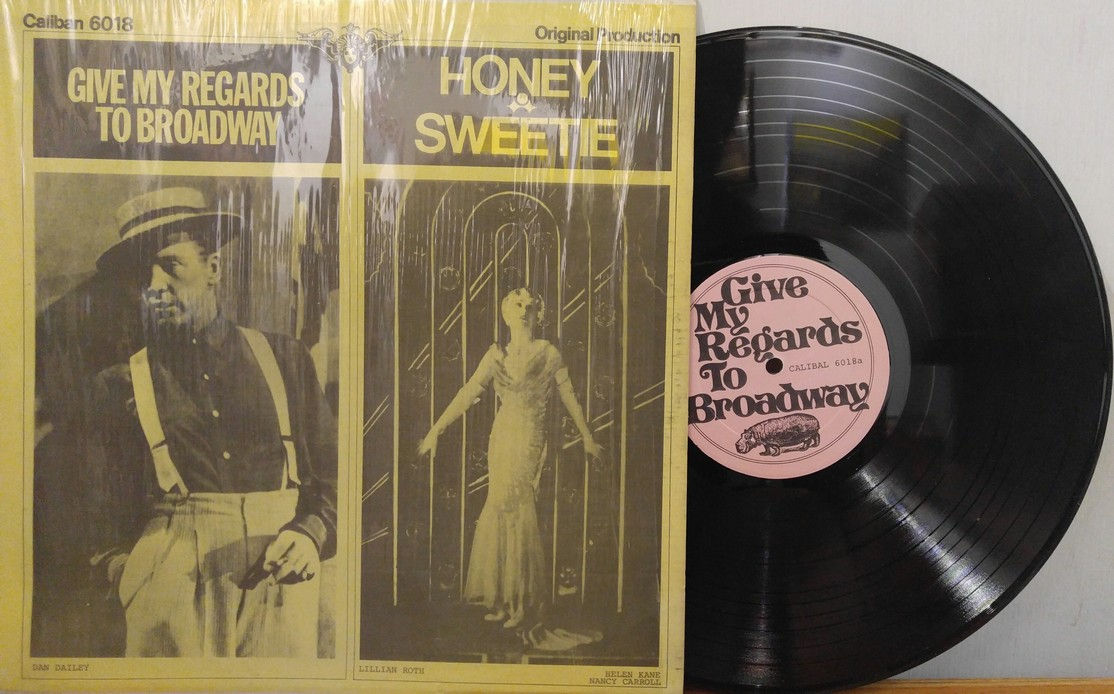 Caliban 6018
Original Production
GIVE MY REGARDS
TO BROADWAY
HONEY
SWEETIE
DAN DAILEY
LILLIAN ROTH
HELEN KANE
NANCY CARROLL
Give
My
Regards
To
Broadway
CALIBAL 6018a